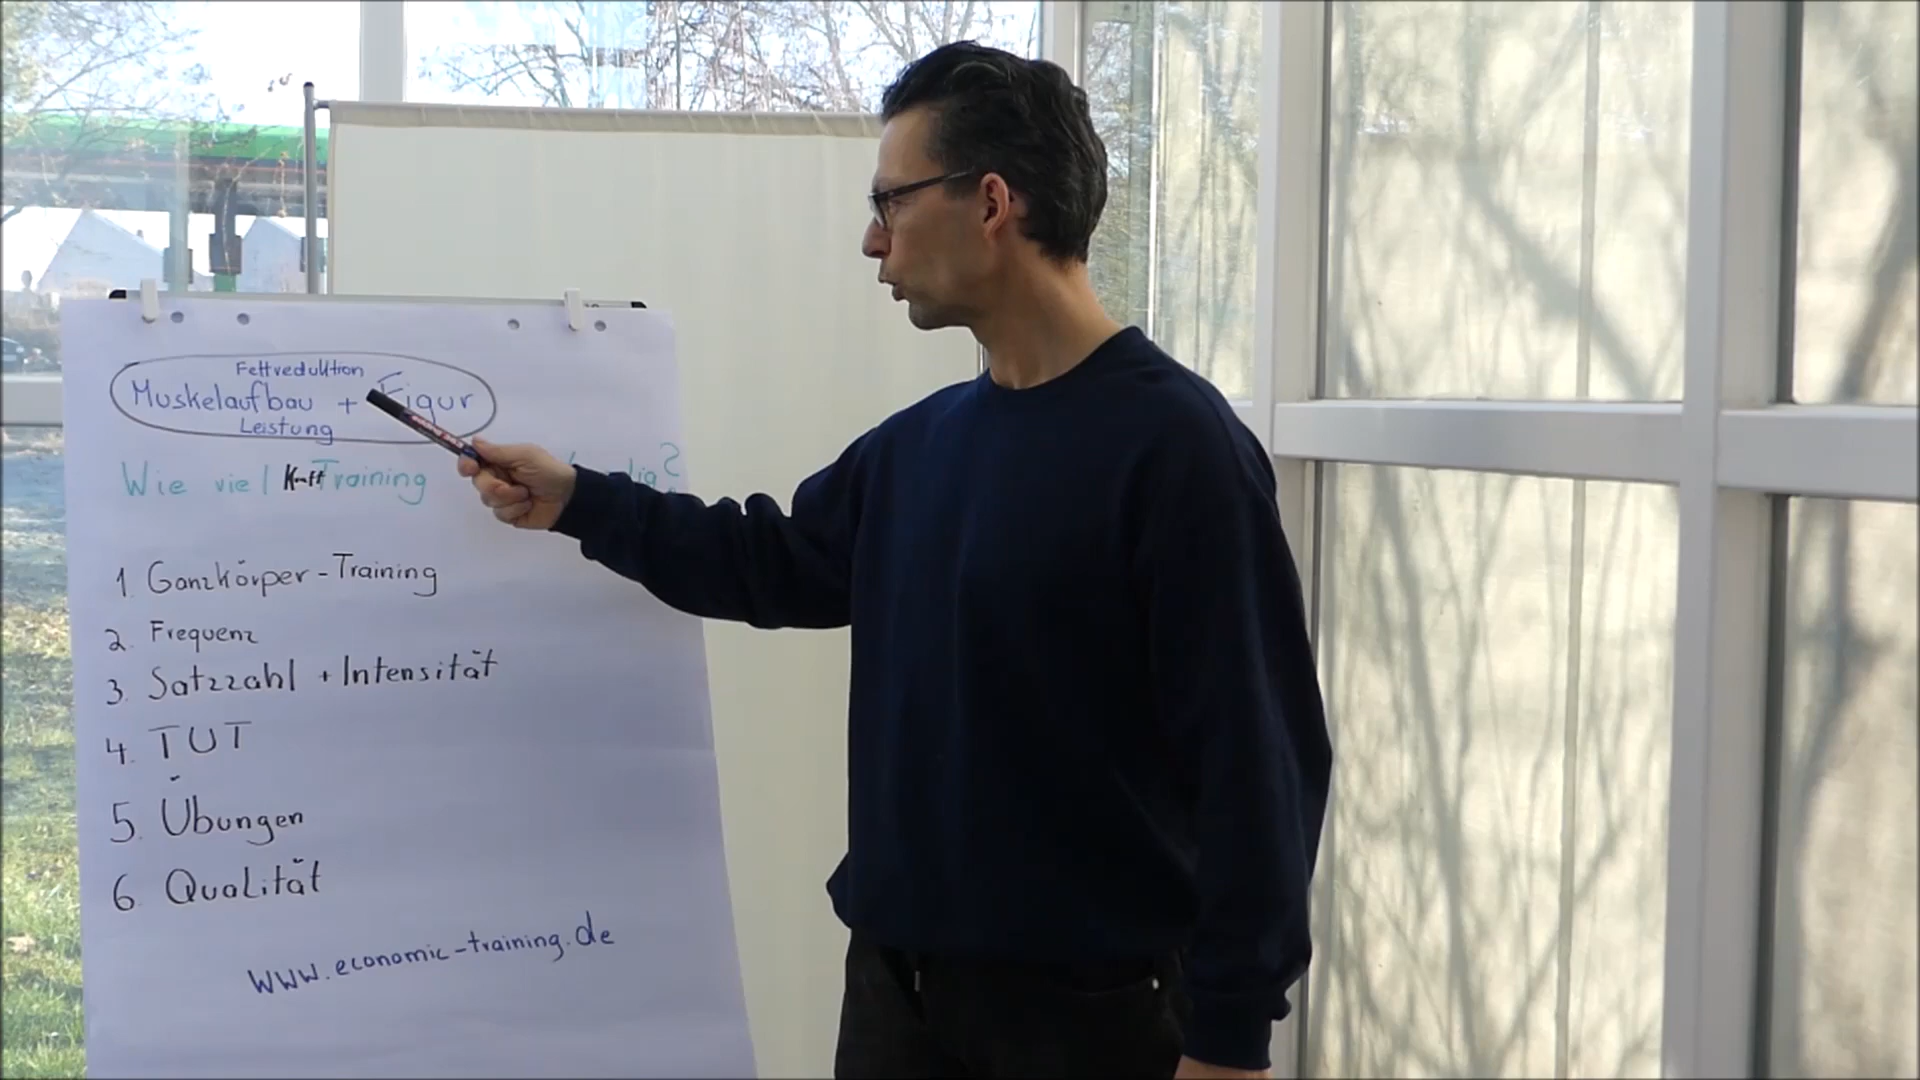 Fettreduktion
Muskelaufbau + Figur
Leistung
Wie viel Kraft Training
1. Ganzkörper-Training
2. Frequenz
3. Satzzahl + Intensität
4. TUT
5. Übungen
6. Qualität
www.economic-training.de